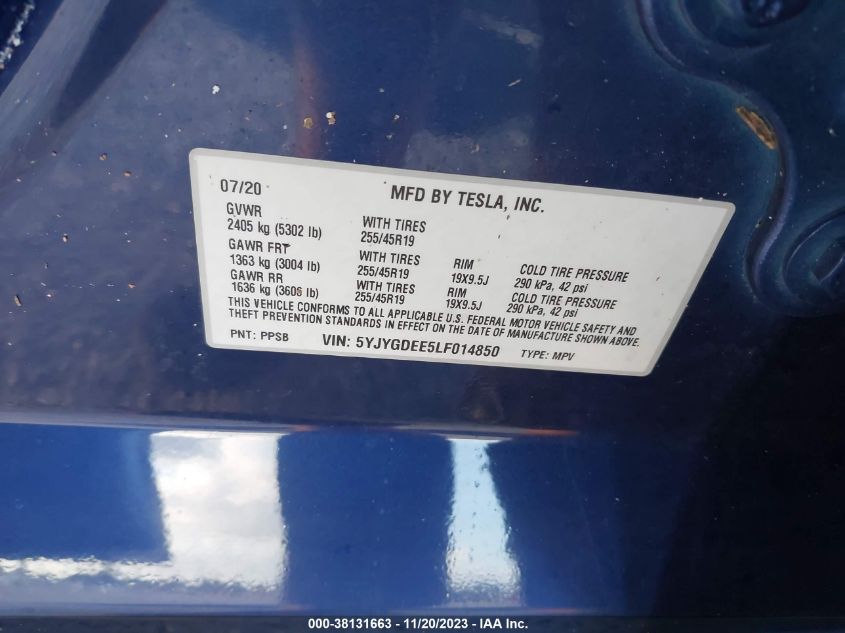 07/20 MFD BY TESLA, INC.
GVWR
2405 kg (5302 lb) WITH TIRES 255/45R19
GAWR FRT
1363 kg (3004 lb) WITH TIRES 255/45R19 RIM 19X9.5J COLD TIRE PRESSURE 290 kPa, 42 psi
GAWR RR
1636 kg (3606 lb) WITH TIRES 255/45R19 RIM 19X9.5J COLD TIRE PRESSURE 290 kPa, 42 psi
THIS VEHICLE CONFORMS TO ALL APPLICABLE U.S. FEDERAL MOTOR VEHICLE SAFETY AND
THEFT PREVENTION STANDARDS IN EFFECT ON THE DATE OF MANUFACTURE SHOWN ABOVE.
PNT: PPSB VIN: 5YJYGDEE5LF014850 TYPE: MPV
000-38131663 - 11/20/2023 - IAA Inc.